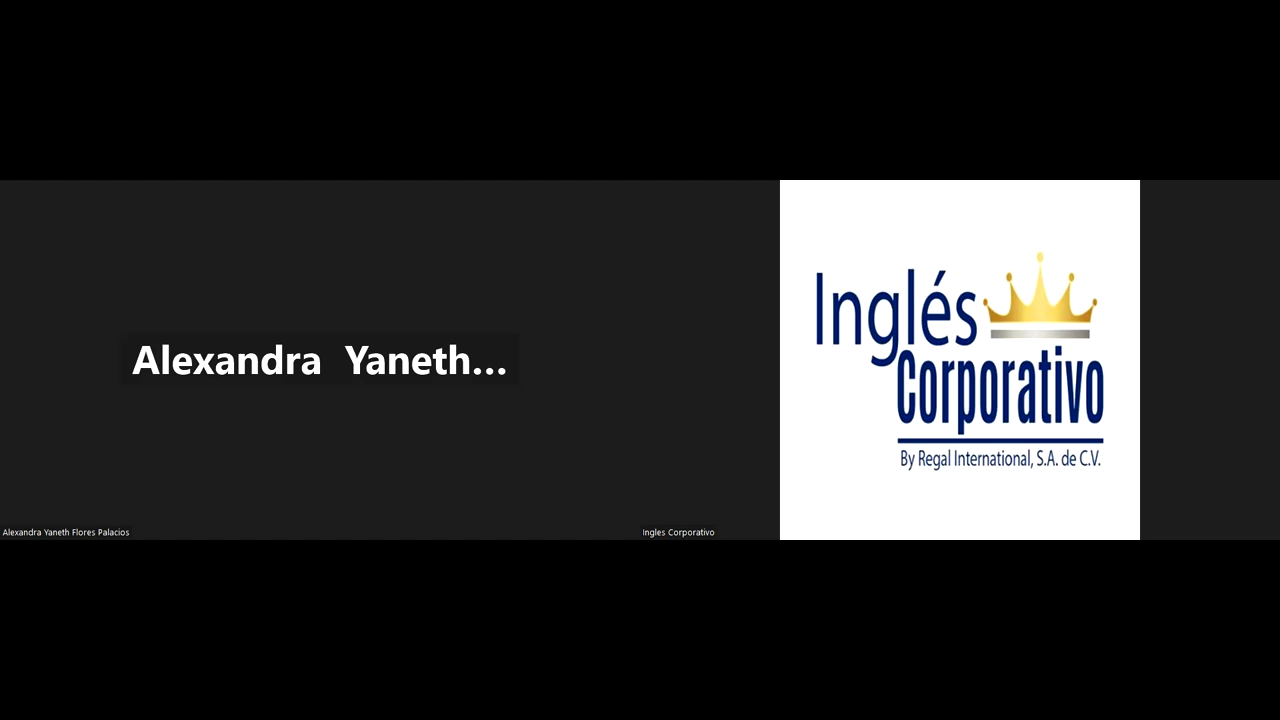 Alexandra Yaneth...
Alexandra Yaneth Flores Palacios
Inglés
Corporativo
By Regal International, S.A. de C.V.
Ingles Corporativo